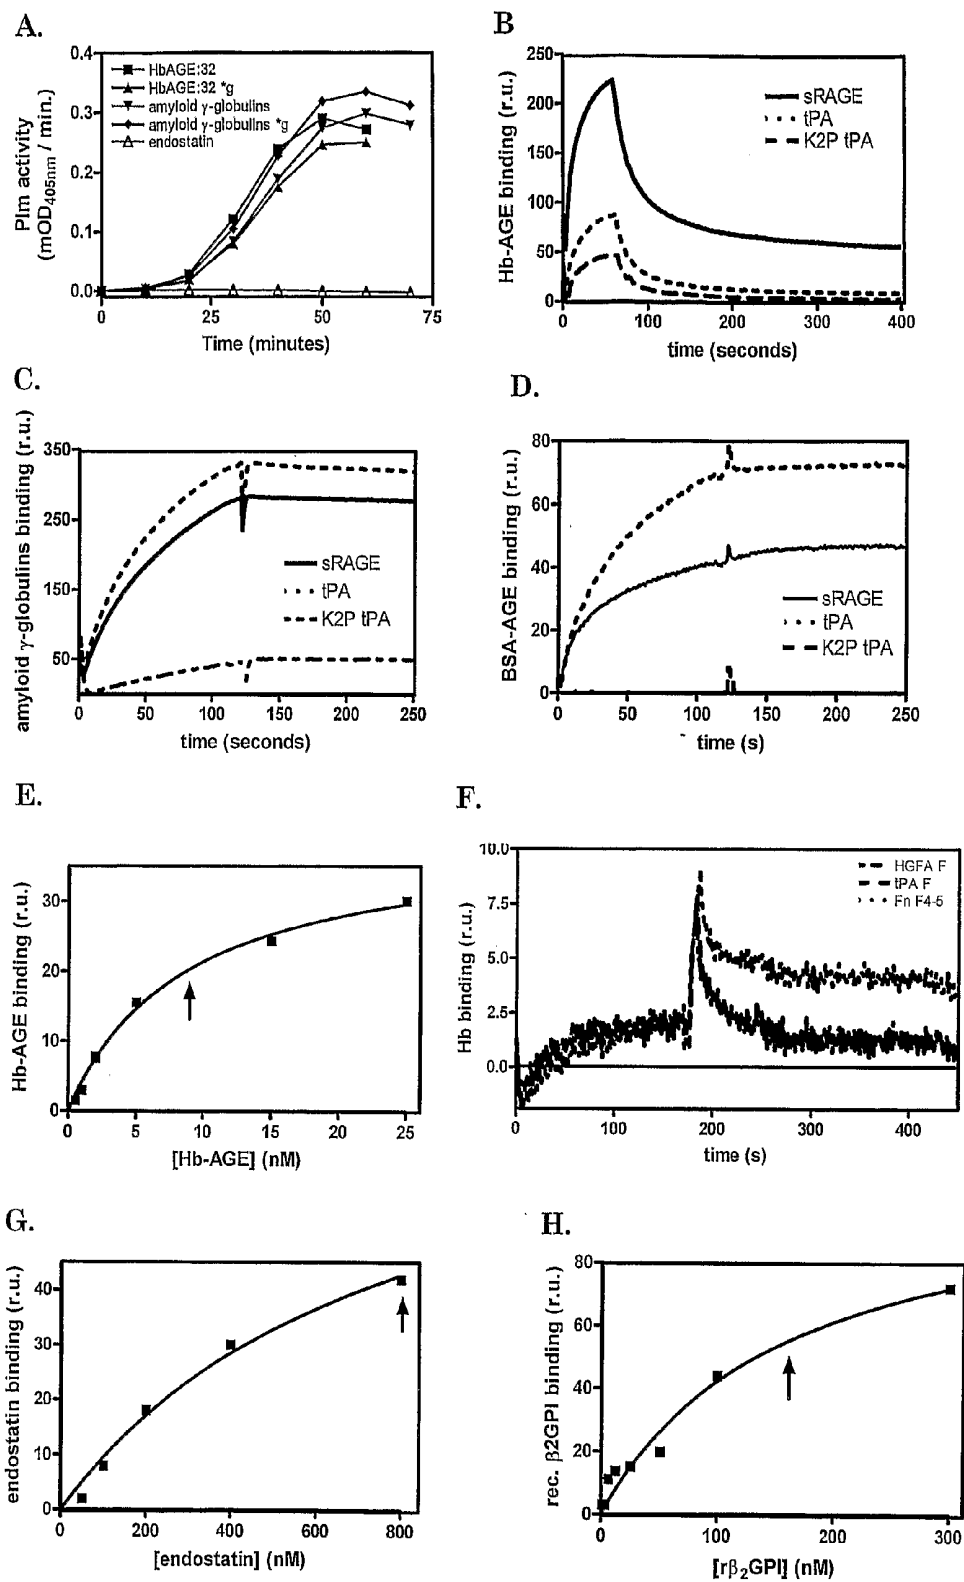 A.
Plm activity
(mOD405nm / min.)
0.4
0.3
0.2
0.1
0.0
HbAGE:32
HbAGE:32 *g
amyloid γ-globulins
amyloid γ-globulins *g
endostatin
0
25
50
75
Time (minutes)
B
Hb-AGE binding (r.u.)
250
200
150
100
50
0
sRAGE
tPA
K2P tPA
0
100
200
300
400
time (seconds)
C.
amyloid γ-globulins binding (r.u.)
350
250
150
50
sRAGE
tPA
K2P tPA
0
50
100
150
200
250
time (seconds)
D.
BSA-AGE binding (r.u.)
80
60
40
20
0
sRAGE
tPA
K2P tPA
0
50
100
150
200
250
time (s)
E.
Hb-AGE binding (r.u.)
30
20
10
0
0
5
10
15
20
25
[Hb-AGE] (nM)
F.
Hb binding (r.u.)
10.0
7.5
5.0
2.5
0.0
HGFA F
tPA F
Fn F4-5
0
100
200
300
400
time (s)
G.
endostatin binding (r.u.)
40
30
20
10
0
0
200
400
600
800
[endostatin] (nM)
H.
rec. β2GPI binding (r.u.)
80
60
40
20
0
0
100
200
300
[rβ2GPI] (nM)